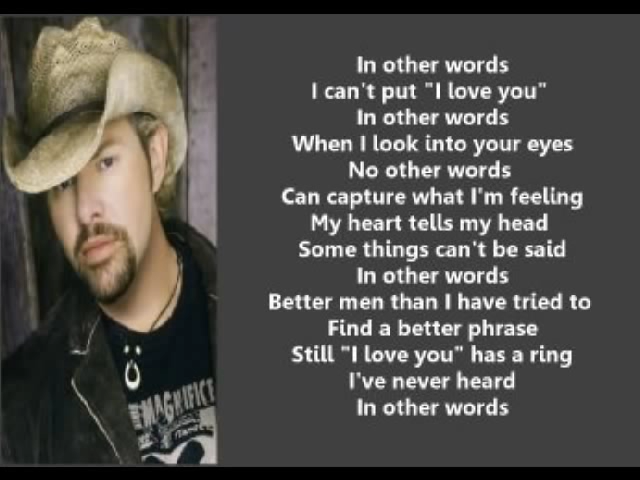 In other words
I can't put "I love you"
In other words
When I look into your eyes
No other words
Can capture what I'm feeling
My heart tells my head
Some things can't be said
In other words
Better men than I have tried to
Find a better phrase
Still "I love you" has a ring
I've never heard
In other words
MAGNIFICT